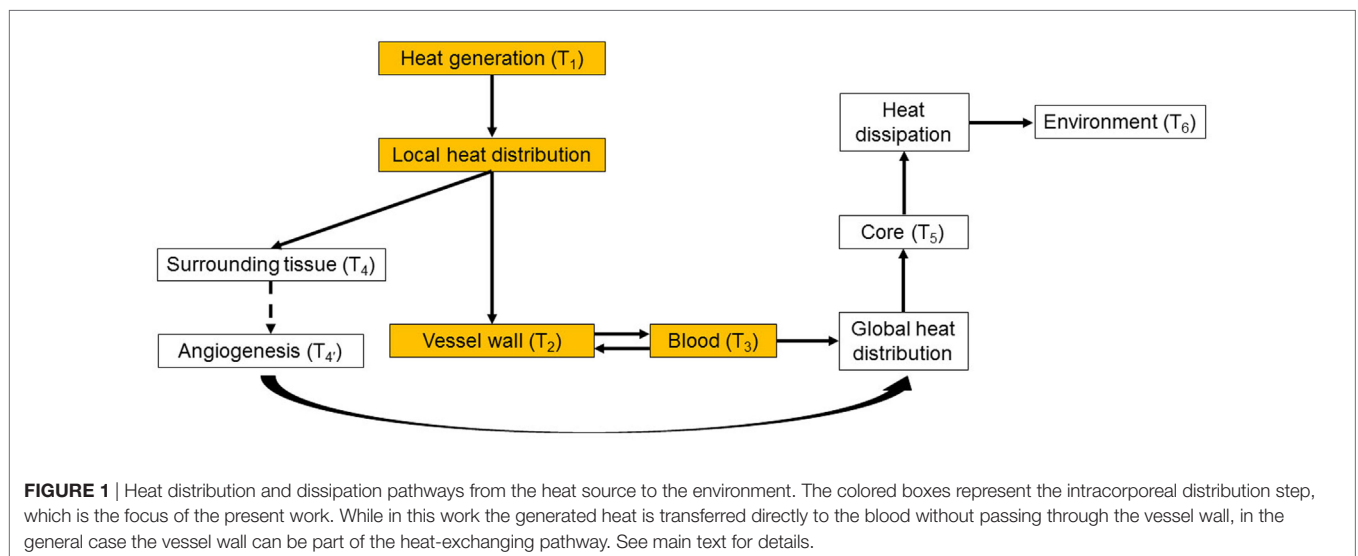 Heat generation (T₁)
Local heat distribution
Surrounding tissue (T₄)
Angiogenesis (T₄')
Vessel wall (T₂)
Blood (T₃)
Global heat
distribution
Core (T₅)
Heat
dissipation
Environment (T₆)
FIGURE 1 | Heat distribution and dissipation pathways from the heat source to the environment. The colored boxes represent the intracorporeal distribution step,
which is the focus of the present work. While in this work the generated heat is transferred directly to the blood without passing through the vessel wall, in the
general case the vessel wall can be part of the heat-exchanging pathway. See main text for details.